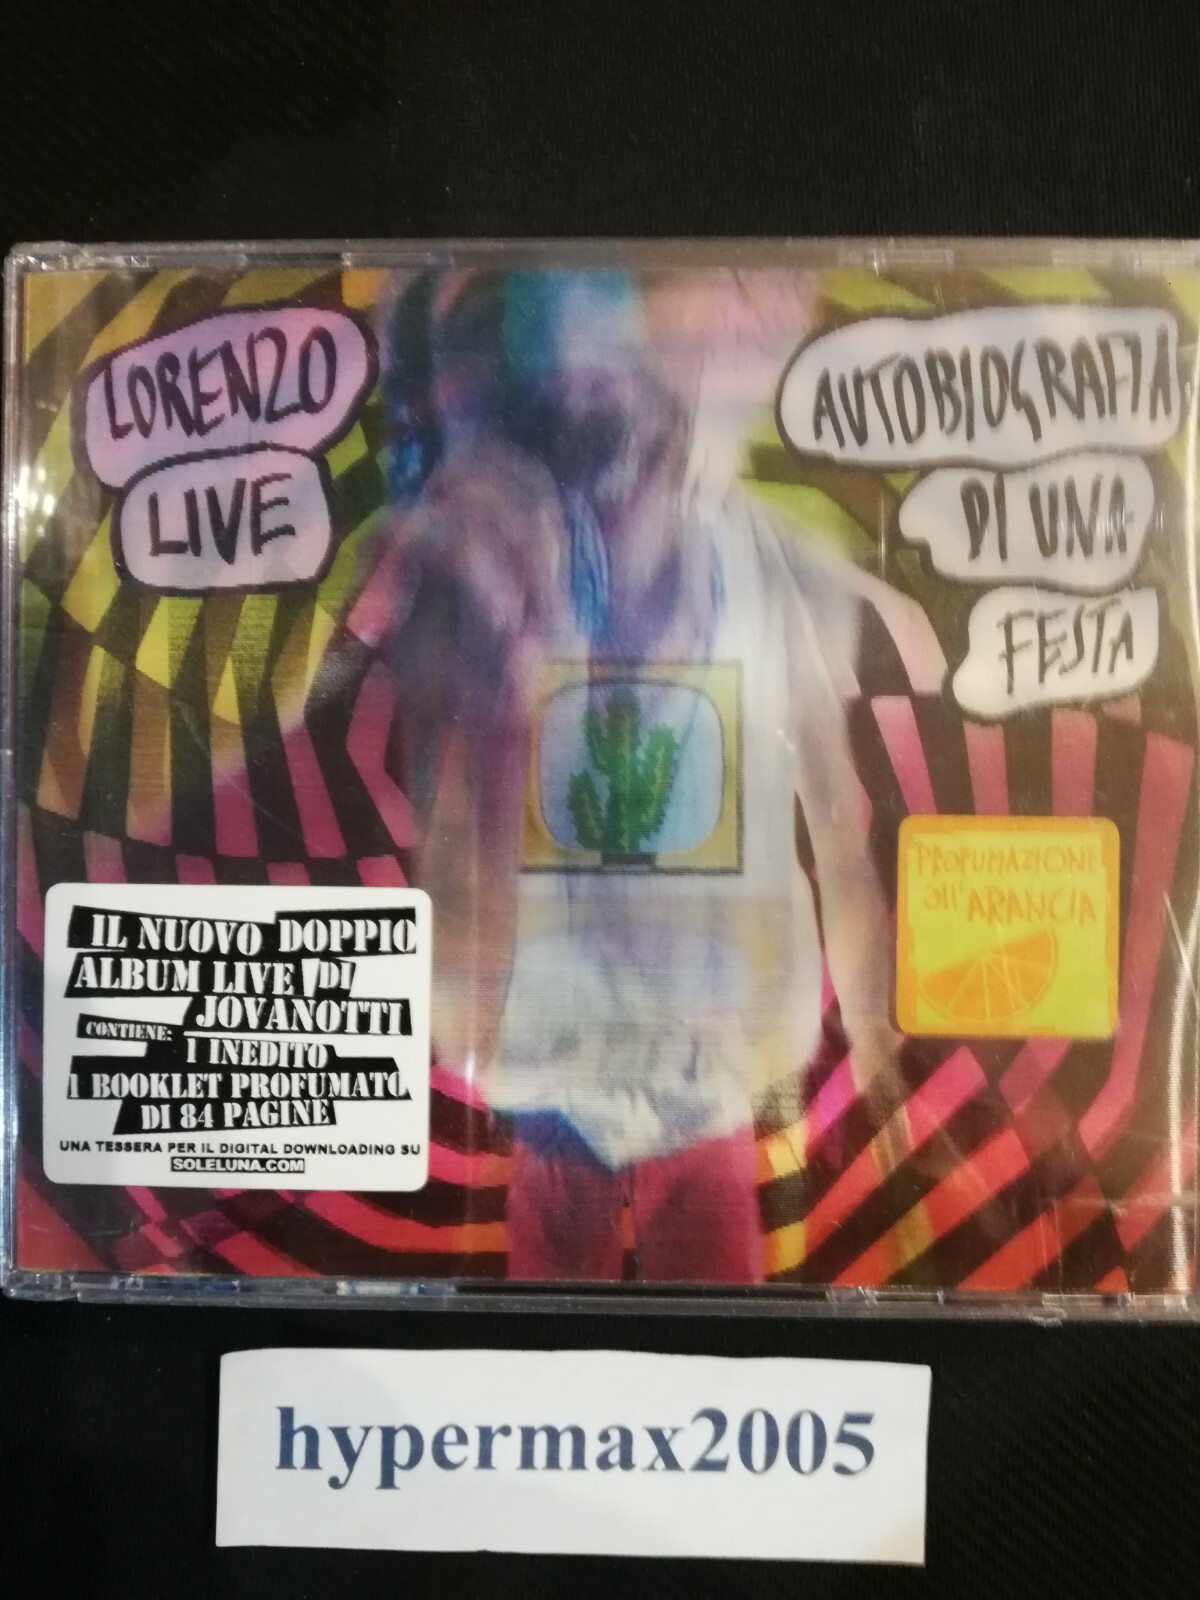 LORENZO
LIVE
AUTOBIOGRAFIA
DI UNA
FESTA
PROFUMAZIONE
all'ARANCIA
IL NUOVO DOPPIO
ALBUM LIVE DI
JOVANOTTI
CONTIENE:
1 INEDITO
1 BOOKLET PROFUMATO
DI 84 PAGINE
UNA TESSERA PER IL DIGITAL DOWNLOADING SU
SOLELUNA.COM
hypermax2005